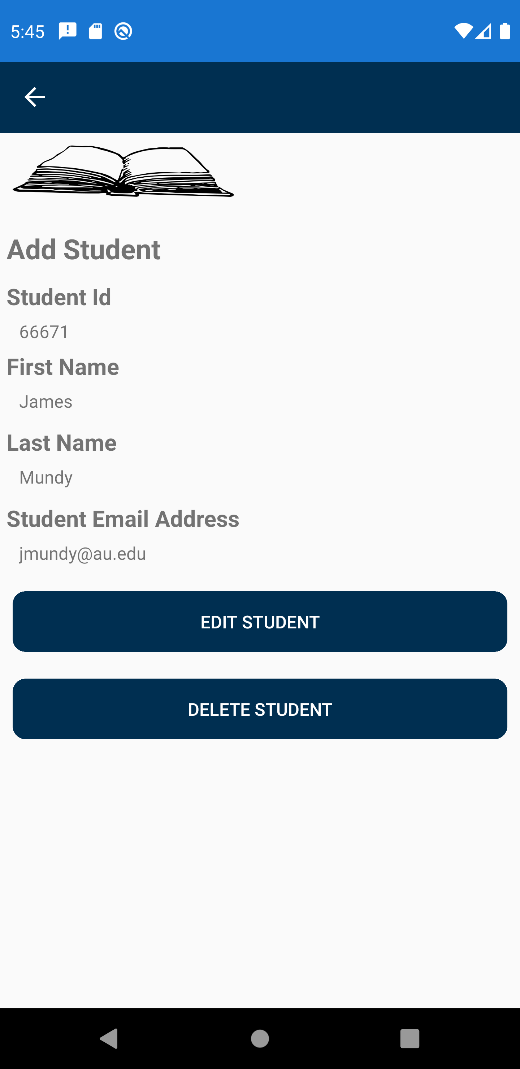 5:45
Add Student
Student Id
66671
First Name
James
Last Name
Mundy
Student Email Address
jmundy@au.edu
EDIT STUDENT
DELETE STUDENT